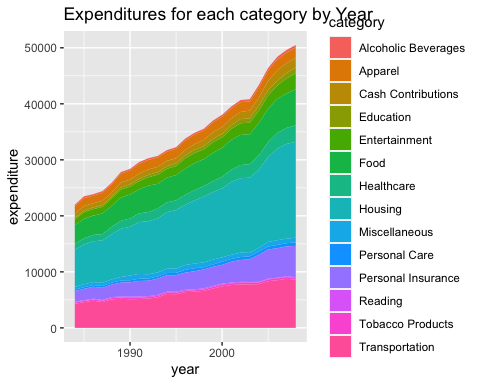 Expenditures for each category by Year
category
Alcoholic Beverages
Apparel
Cash Contributions
Education
Entertainment
Food
Healthcare
Housing
Miscellaneous
Personal Care
Personal Insurance
Reading
Tobacco Products
Transportation
expenditure
50000
40000
30000
20000
10000
0
1990
2000
year